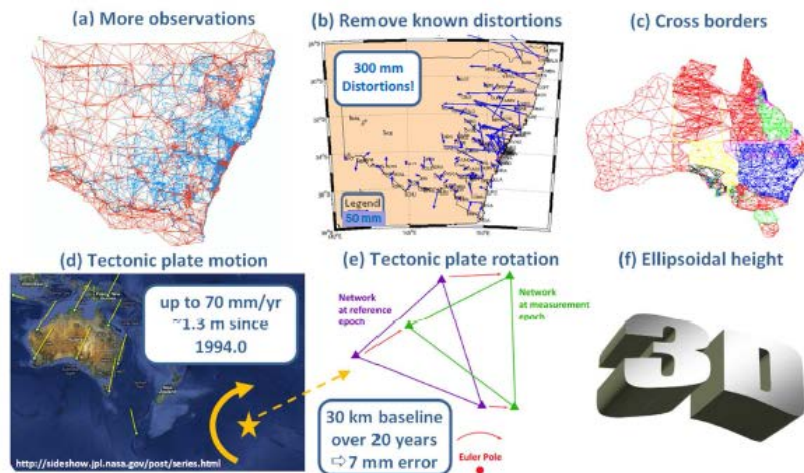 (a) More observations
(b) Remove known distortions
(c) Cross borders
300 mm
Distortions!
Legend
50 mm
(d) Tectonic plate motion
(e) Tectonic plate rotation
(f) Ellipsoidal height
up to 70 mm/yr
~1.3 m since
1994.0
http://sideshow.jpl.nasa.gov/post/series.html
Network
at reference
epoch
Network
at measurement
epoch
30 km baseline
over 20 years
⇨7 mm error
Euler Pole
3D